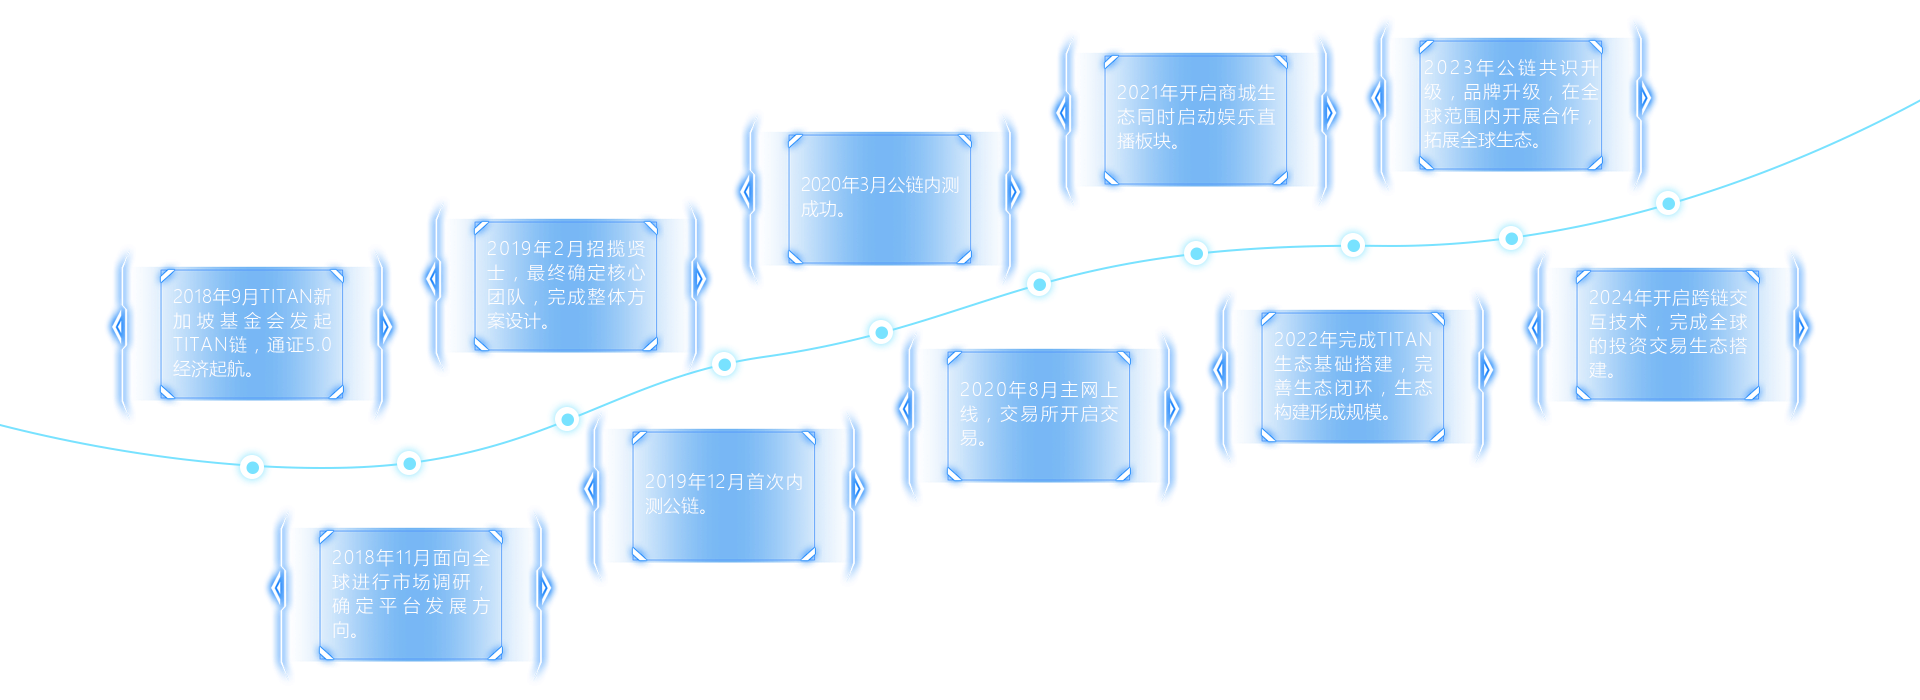 2018年9月TITAN新
加坡基金会发起
TITAN链，通证5.0
经济起航。
2018年11月面向全
球进行市场调研，
确定平台发展方
向。
2019年2月招揽贤
士，最终确定核心
团队，完成整体方
案设计。
2019年12月首次内
测公链。
2020年3月公链内测
成功。
2020年8月主网上
线，交易所开启交
易。
2021年开启商城生
态同时启动娱乐直
播板块。
2022年完成TITAN
生态基础搭建，完
善生态闭环，生态
构建形成规模。
2023年公链共识升
级，品牌升级，在全
球范围内开展合作，
拓展全球生态。
2024年开启跨链交
互技术，完成全球
的投资交易生态搭
建。